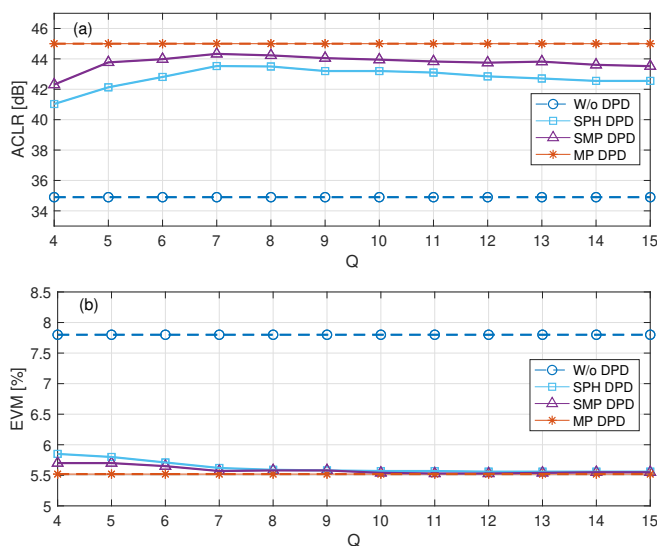 (a)
46
44
42
40
38
36
34
ACLR [dB]
W/o DPD
SPH DPD
SMP DPD
MP DPD
4 5 6 7 8 9 10 11 12 13 14 15
Q
(b)
8.5
8
7.5
7
6.5
6
5.5
5
EVM [%]
W/o DPD
SPH DPD
SMP DPD
MP DPD
4 5 6 7 8 9 10 11 12 13 14 15
Q